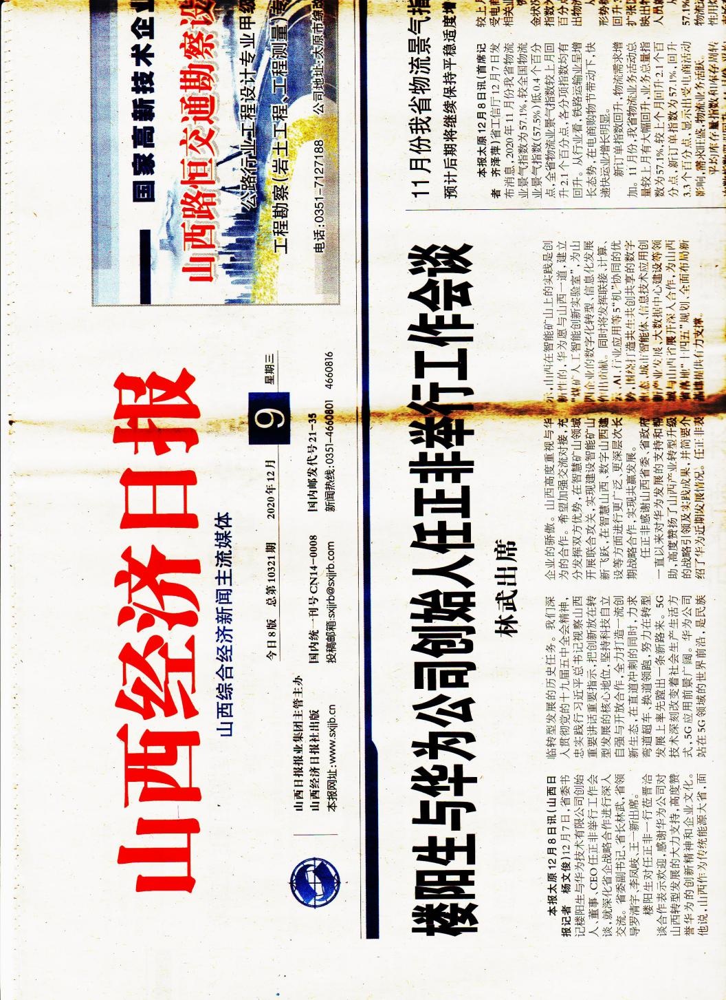 山西经济日报
山西综合经济新闻主流媒体
山西日报报业集团主管主办
山西经济日报社出版
本报网址:www.sxjjb.cn
今日8版 总第10321期 2020年12月 9 星期三
国内统一刊号CN14-0008 国内邮发代号21-35
投稿邮箱:sxjjrb@sxjjrb.com 新闻热线:0351-4660801 4660816
国家高新技术企业
山西路恒交通勘察设
公路行业工程设计专业甲级
工程勘察(岩土工程、工程测量)
电话:0351-7127188 公司地址:太原市
楼阳生与华为公司创始人任正非举行工作会谈
林武出席
本报太原12月8日讯(山西日
报记者 杨文俊)12月7日,省委书
记楼阳生与华为技术有限公司创始
人、董事、CEO任正非举行工作会
谈,就深化省企战略合作进行深入
交流。省委副书记、省长林武,省领
导罗清宇、李凤岐、王一新出席。
楼阳生对任正非一行莅晋洽
谈合作表示欢迎,感谢华为公司对
山西转型发展的大力支持,高度赞
誉华为的创新精神和企业文化。
他说,山西作为传统能源大省,面
临转型发展的历史任务。我们深
入贯彻党的十九届五中全会精神,
忠实践行习近平总书记视察山西
重要讲话重要指示,把创新放在转
型发展的核心地位,坚持科技自立
自强与开放合作,全力打造一流创
新生态,在直道冲刺的同时,力求
弯道超车、换道领跑,努力在转型
发展上率先蹚出一条新路来。5G
技术深刻改变着社会生产生活方
式,5G应用前景广阔。华为公司
站在5G领域的世界前沿,是民族
企业的骄傲。山西高度重视与华
为的合作。希望加强交流对接,充
分发挥双方优势,在智慧矿山领域
开展联合攻关,实现建设智能矿山
新飞跃,在智慧山西、数字山西建
设等方面进行更广泛、更深层次长
期战略合作,实现共赢发展。
任正非感谢山西省委、省政府
一直以来对华为发展的支持和帮
助,高度赞扬了山西产业转型升级
的战略引领及实践成果,并简要介
绍了华为近期发展情况。任正非表
示,山西在智能矿山上的实践是创
新性的,华为愿与山西一道,建立
“煤矿人工智能创新实验室”,为山
西企业的数字化转型、信息化发展
作出贡献。同时将发挥联接、计算、
云、AI、行业应用等5“机”协同的优
势,围绕打造共生共创共享的数字
生态、城市智能体、信息技术应用创
新产业发展、大数据中心建设等领
域与山西省展开深入合作,为山西
省落地“十四五”规划、全面布局新
基建提供有力支撑。
11月份我省物流景气指
预计后期将继续保持平稳适度增
本报太原12月8日讯(首席记
者 齐泽萍)省工信厅12月7日发
布消息,2020年11月份我省物流
业景气指数为57.1%,较全国物流
业景气指数(57.5%)低0.4个百分
点,全省物流业景气指数较上月回
升2.1个百分点,各分项指数均有
回升。从行业看,铁路运输业呈增
长态势,在电商购物节带动下,快
递快运业增长明显。
新订单指数回升,物流需求增
加。11月份,我省物流业务活动总
量较上月有大幅回升,业务总量指
数为57.1%,较上个月回升2.1个百
分点,新订单指数为57.1%,回升
3.3个百分点,显示出受电商活动
影响,需求旺盛,物流业务活跃。
平均库存量指数和库存周转